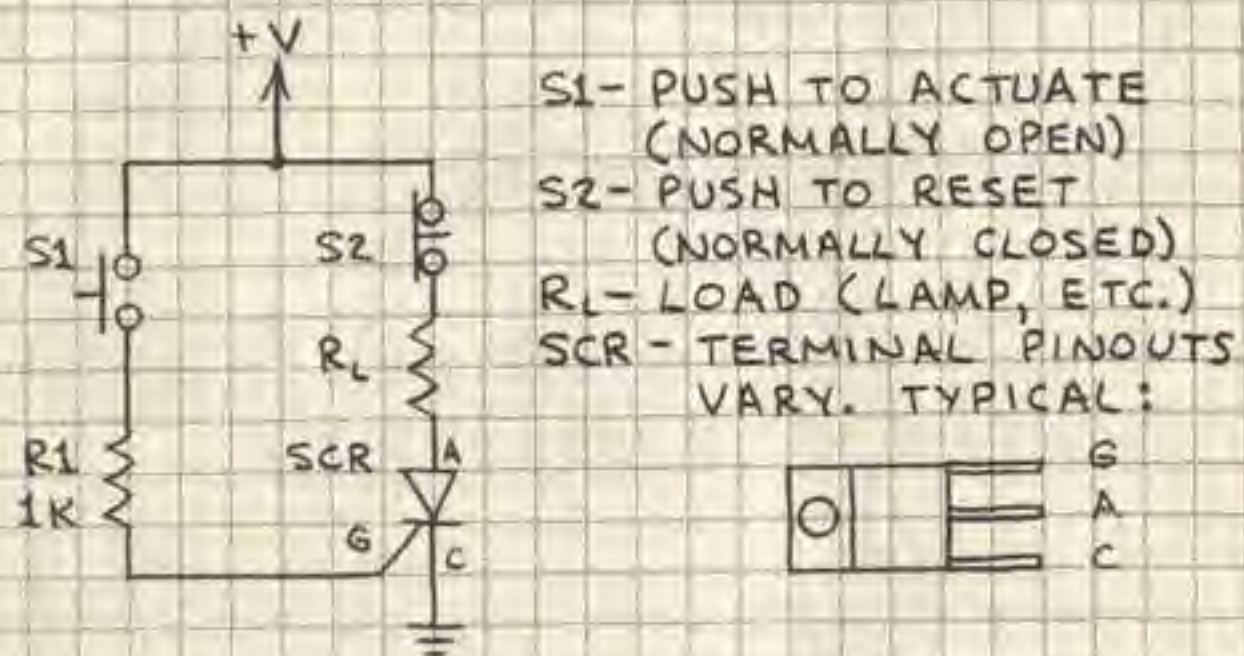 +V
S1- PUSH TO ACTUATE
(NORMALLY OPEN)
S2- PUSH TO RESET
(NORMALLY CLOSED)
RL- LOAD (LAMP, ETC.)
SCR - TERMINAL PINOUTS
VARY. TYPICAL:
S1
S2
RL
R1
1K
SCR
A
G
C
G
A
C